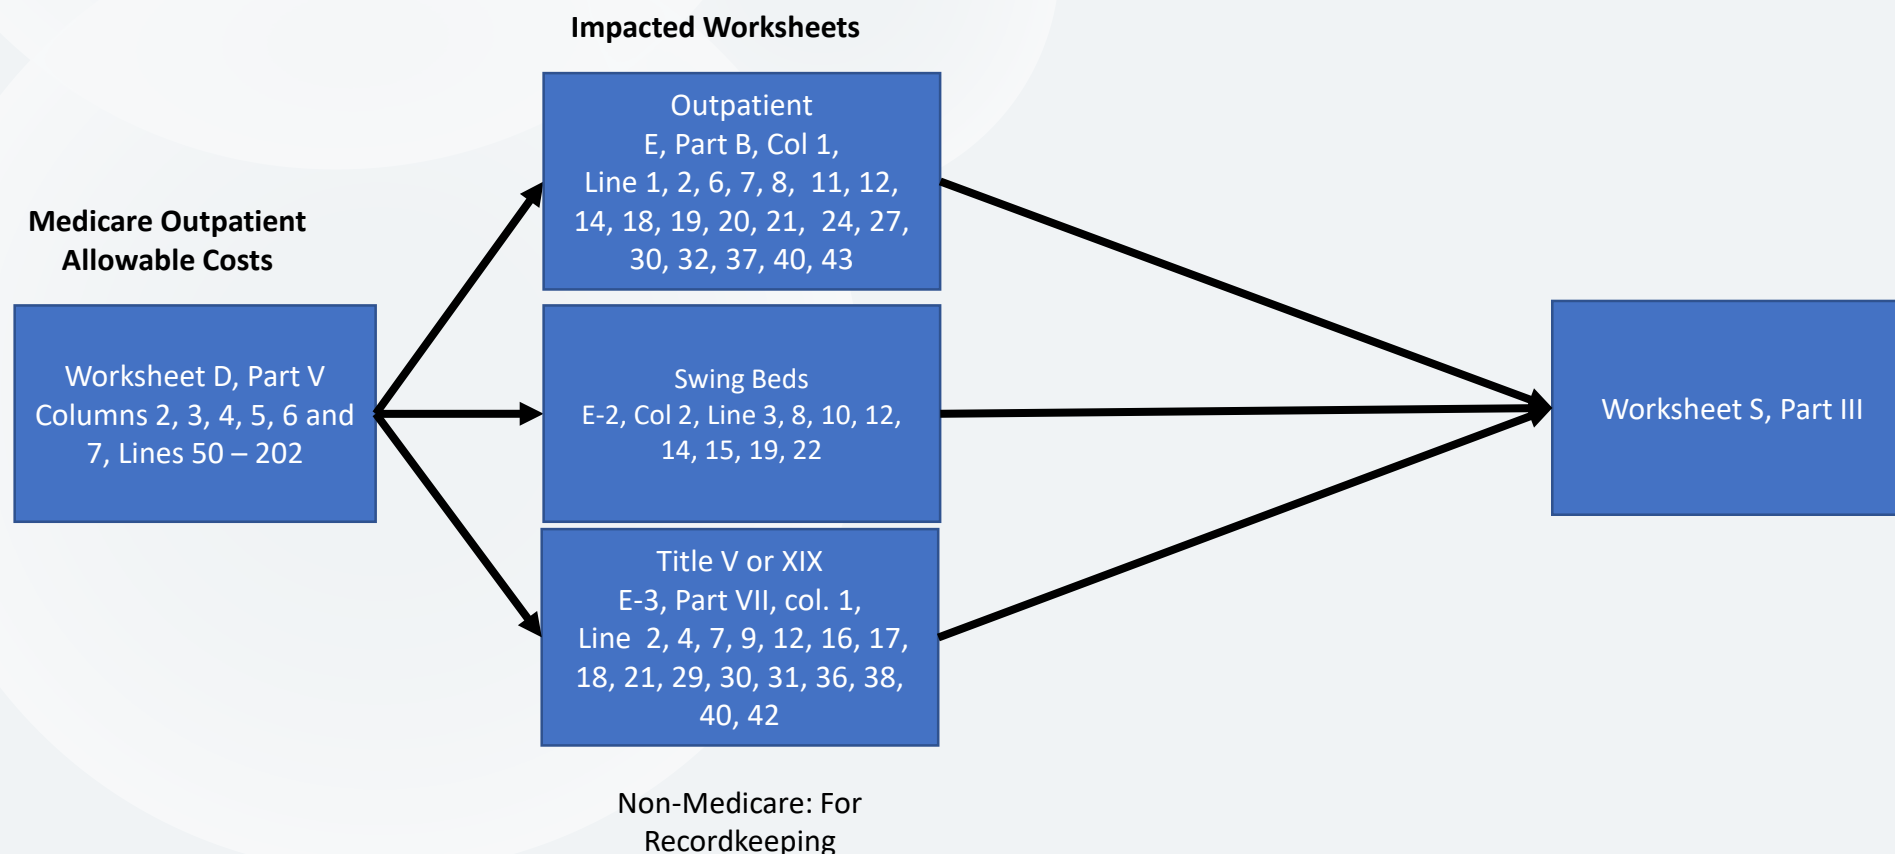 Impacted Worksheets
Medicare Outpatient
Allowable Costs
Worksheet D, Part V
Columns 2, 3, 4, 5, 6 and
7, Lines 50 – 202
Outpatient
E, Part B, Col 1,
Line 1, 2, 6, 7, 8,  11, 12,
14, 18, 19, 20, 21,  24, 27,
30, 32, 37, 40, 43
Swing Beds
E-2, Col 2, Line 3, 8, 10, 12,
14, 15, 19, 22
Title V or XIX
E-3, Part VII, col. 1,
Line  2, 4, 7, 9, 12, 16, 17,
18, 21, 29, 30, 31, 36, 38,
40, 42
Non-Medicare: For
Recordkeeping
Worksheet S, Part III